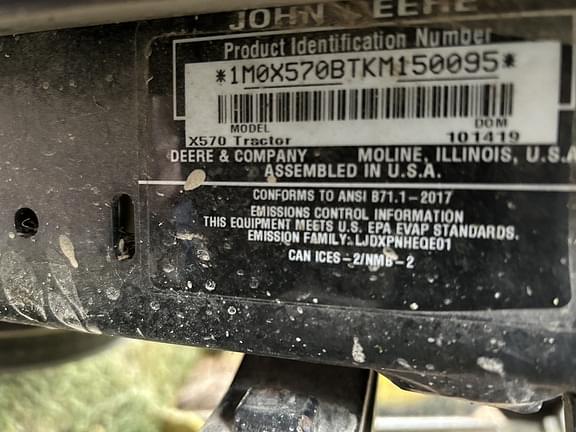 JOHN DEERE
Product Identification Number
*1M0X570BTKM150095*
MODEL DOM
X570 Tractor 101419
DEERE & COMPANY MOLINE, ILLINOIS, U.S.A
ASSEMBLED IN U.S.A.
CONFORMS TO ANSI B71.1-2017
EMISSIONS CONTROL INFORMATION
THIS EQUIPMENT MEETS U.S. EPA EVAP STANDARDS.
EMISSION FAMILY: LJDXPNHEQE01
CAN ICES-2/NMB-2